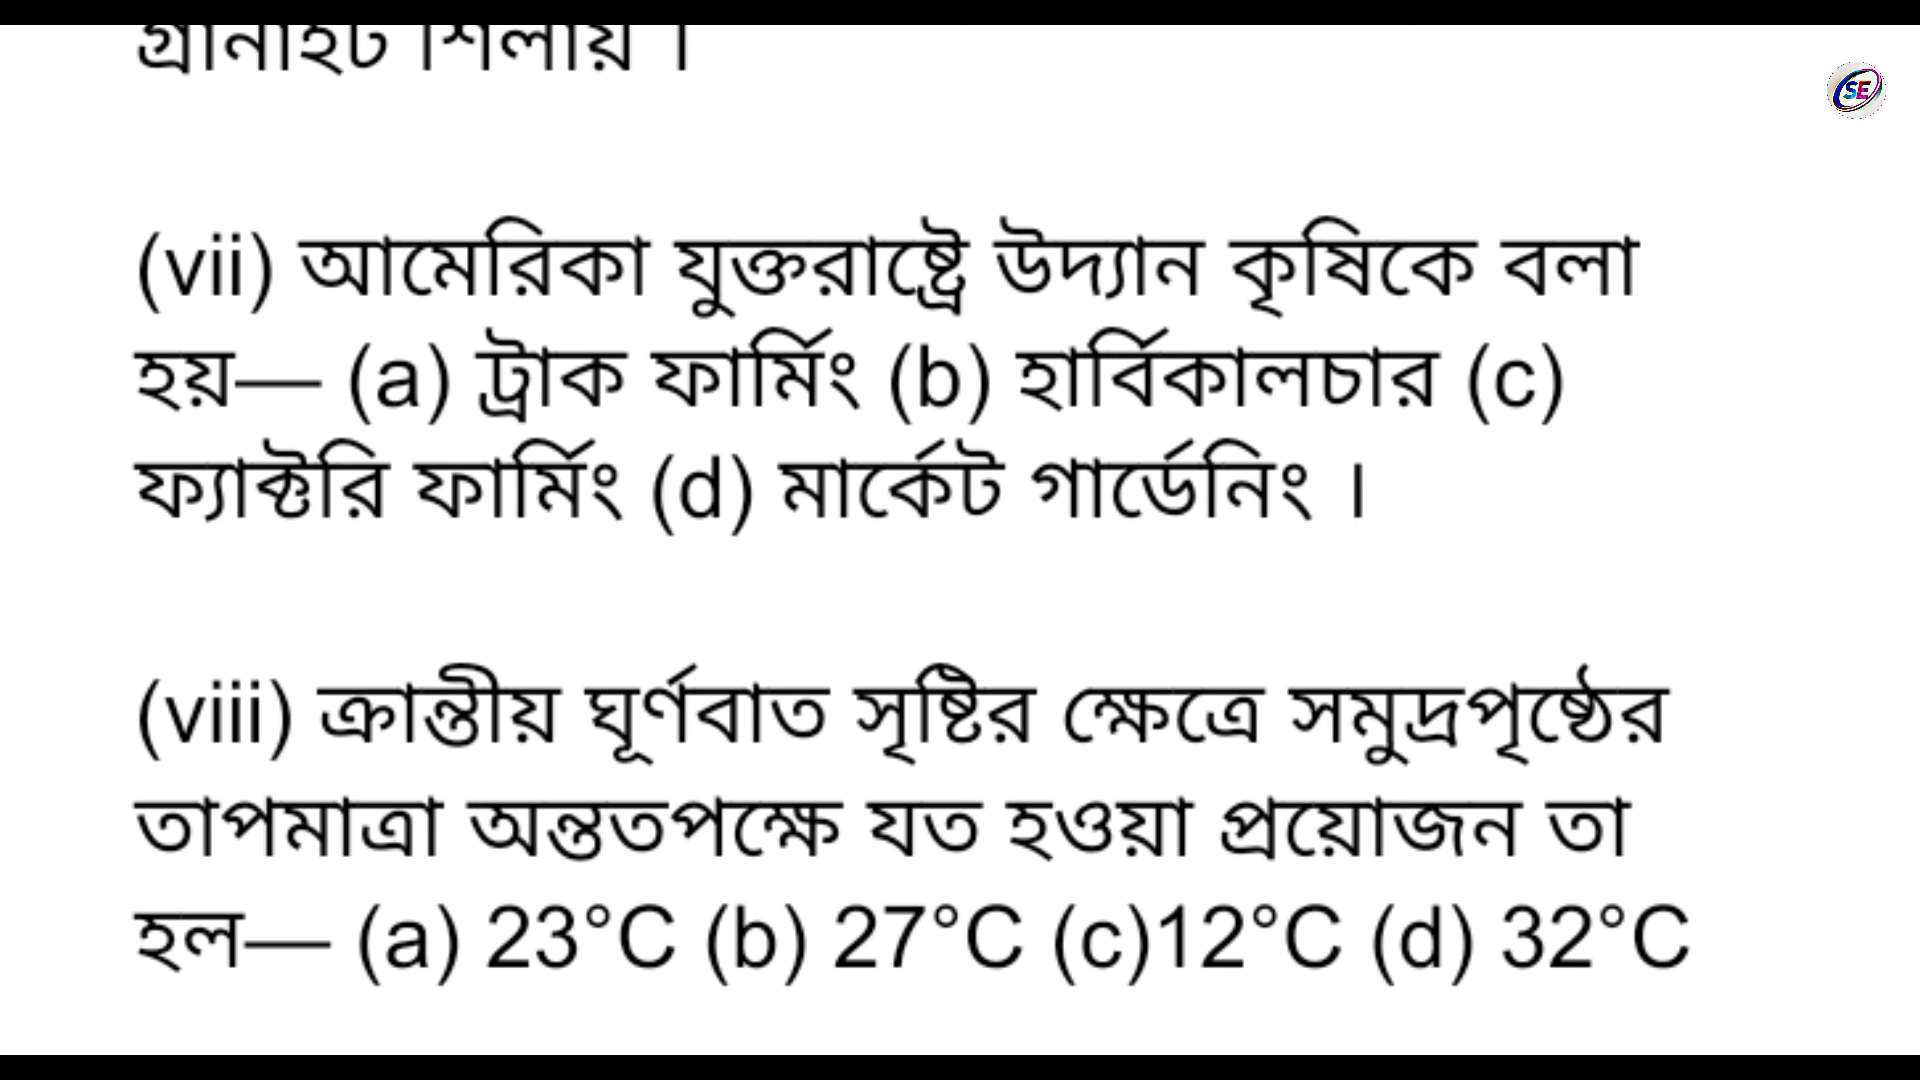 গ্রানাইট শিলায় ।
SE
(vii) আমেরিকা যুক্তরাষ্ট্রে উদ্যান কৃষিকে বলা
হয়— (a) ট্রাক ফার্মিং (b) হার্বিকালচার (c)
ফ্যাক্টরি ফার্মিং (d) মার্কেট গার্ডেনিং ।
(viii) ক্রান্তীয় ঘূর্ণবাত সৃষ্টির ক্ষেত্রে সমুদ্রপৃষ্ঠের
তাপমাত্রা অন্ততপক্ষে যত হওয়া প্রয়োজন তা
হল— (a) 23°C (b) 27°C (c)12°C (d) 32°C